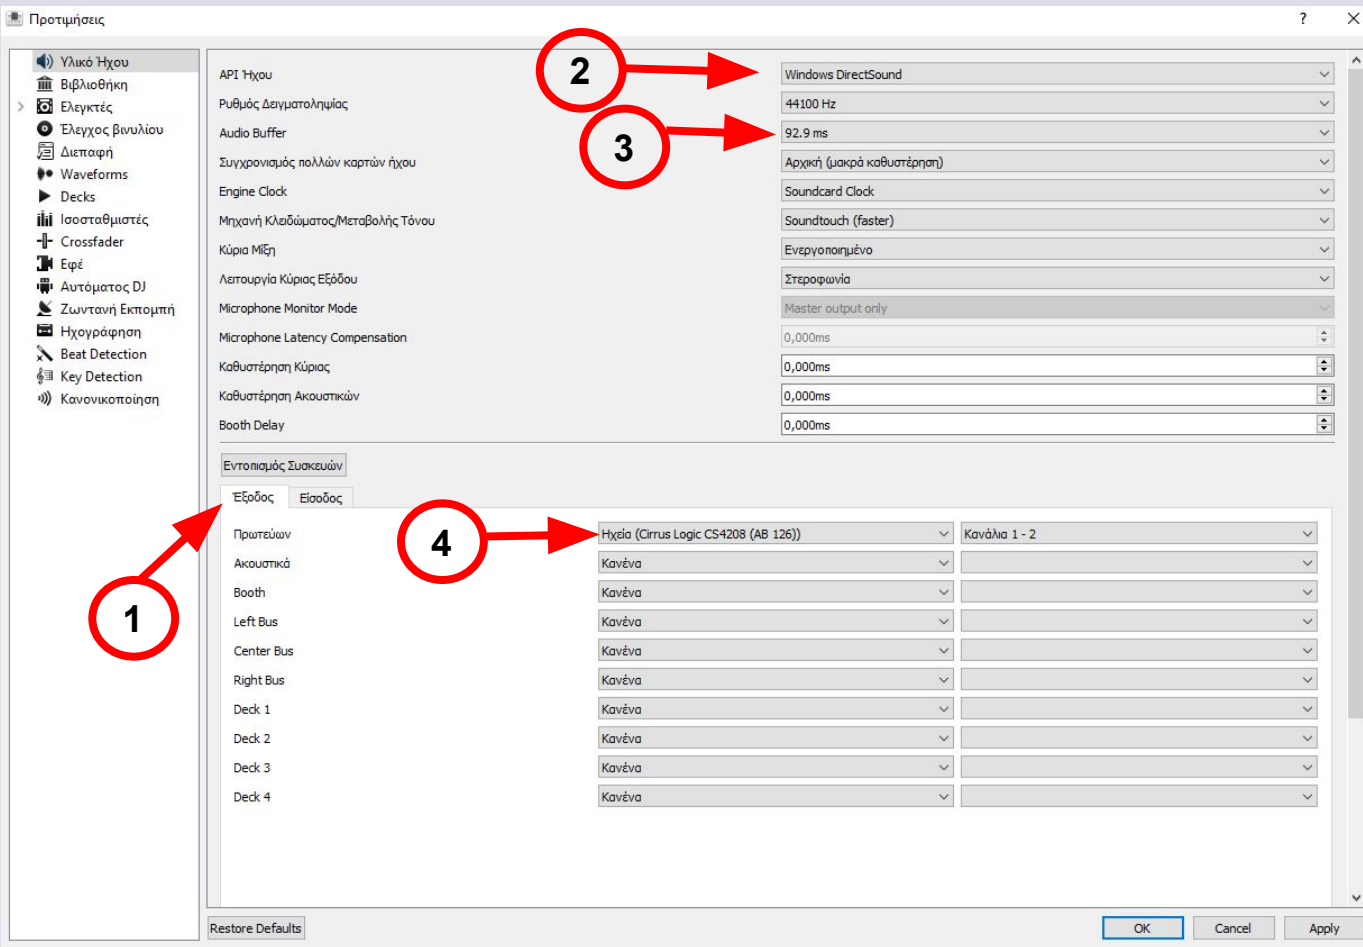 Προτιμήσεις
Υλικό Ήχου
Βιβλιοθήκη
Ελεγκτές
Έλεγχος βινυλίου
Διεπαφή
Waveforms
Decks
Ισοσταθμιστές
Crossfader
Εφέ
Αυτόματος DJ
Ζωντανή Εκπομπή
Ηχογράφηση
Beat Detection
Key Detection
Κανονικοποίηση
API Ήχου Windows DirectSound
2
Ρυθμός Δειγματοληψίας 44100 Hz
Audio Buffer 92.9 ms
3
Συγχρονισμός πολλών καρτών ήχου Αρχική (μακρά καθυστέρηση)
Engine Clock Soundcard Clock
Μηχανή Κλειδώματος/Μεταβολής Τόνου Soundtouch (faster)
Κύρια Μίξη Ενεργοποιημένο
Λειτουργία Κύριας Εξόδου Στεροφωνία
Microphone Monitor Mode Master output only
Microphone Latency Compensation 0,000ms
Καθυστέρηση Κύριας 0,000ms
Καθυστέρηση Ακουστικών 0,000ms
Booth Delay 0,000ms
Εντοπισμός Συσκευών
Έξοδος Είσοδος
1
4
Πρωτεύων Ηχεία (Cirrus Logic CS4208 (AB 126)) Κανάλια 1 - 2
Ακουστικά Κανένα
Booth Κανένα
Left Bus Κανένα
Center Bus Κανένα
Right Bus Κανένα
Deck 1 Κανένα
Deck 2 Κανένα
Deck 3 Κανένα
Deck 4 Κανένα
Restore Defaults OK Cancel Apply